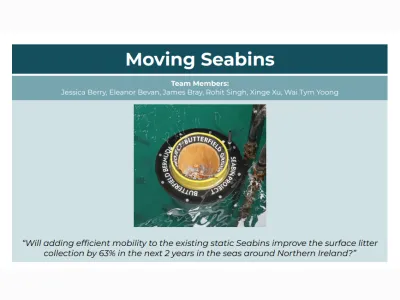 Moving Seabins
Team Members:
Jessica Berry, Eleanor Bevan, James Bray, Rohit Singh, Xinge Xu, Wai Tym Yoong
BUTTERFIELD
BUTTERFIELD BERMUDA
SEABIN PROJECT
"Will adding efficient mobility to the existing static Seabins improve the surface litter
collection by 63% in the next 2 years in the seas around Northern Ireland?"